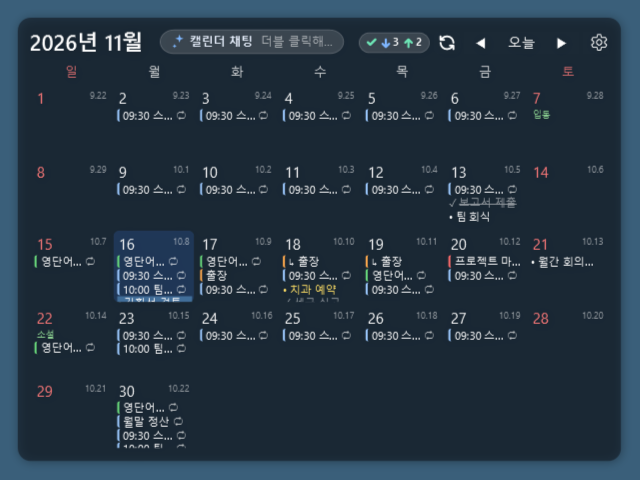 2026년 11월 캘린더 채팅 더블 클릭해... 3 2 오늘
일 월 화 수 목 금 토
1 9.22 2 9.23 3 9.24 4 9.25 5 9.26 6 9.27 7 9.28
09:30 스... 09:30 스... 09:30 스... 09:30 스... 09:30 스... 입동
8 9.29 9 10.1 10 10.2 11 10.3 12 10.4 13 10.5 14 10.6
09:30 스... 09:30 스... 09:30 스... 09:30 스... 09:30 스...
✓보고서 제출
• 팀 회식
15 10.7 16 10.8 17 10.9 18 10.10 19 10.11 20 10.12 21 10.13
영단어... 영단어... 영단어... ↳ 출장 ↳ 출장 프로젝트 마... • 월간 회의...
09:30 스... 출장 09:30 스... 영단어... 09:30 스...
10:00 팀... 09:30 스... • 치과 예약 09:30 스...
22 10.14 23 10.15 24 10.16 25 10.17 26 10.18 27 10.19 28 10.20
소설 09:30 스... 09:30 스... 09:30 스... 09:30 스... 09:30 스...
영단어... 10:00 팀...
29 10.21 30 10.22
영단어...
월말 정산
09:30 스...
10:00 팀...